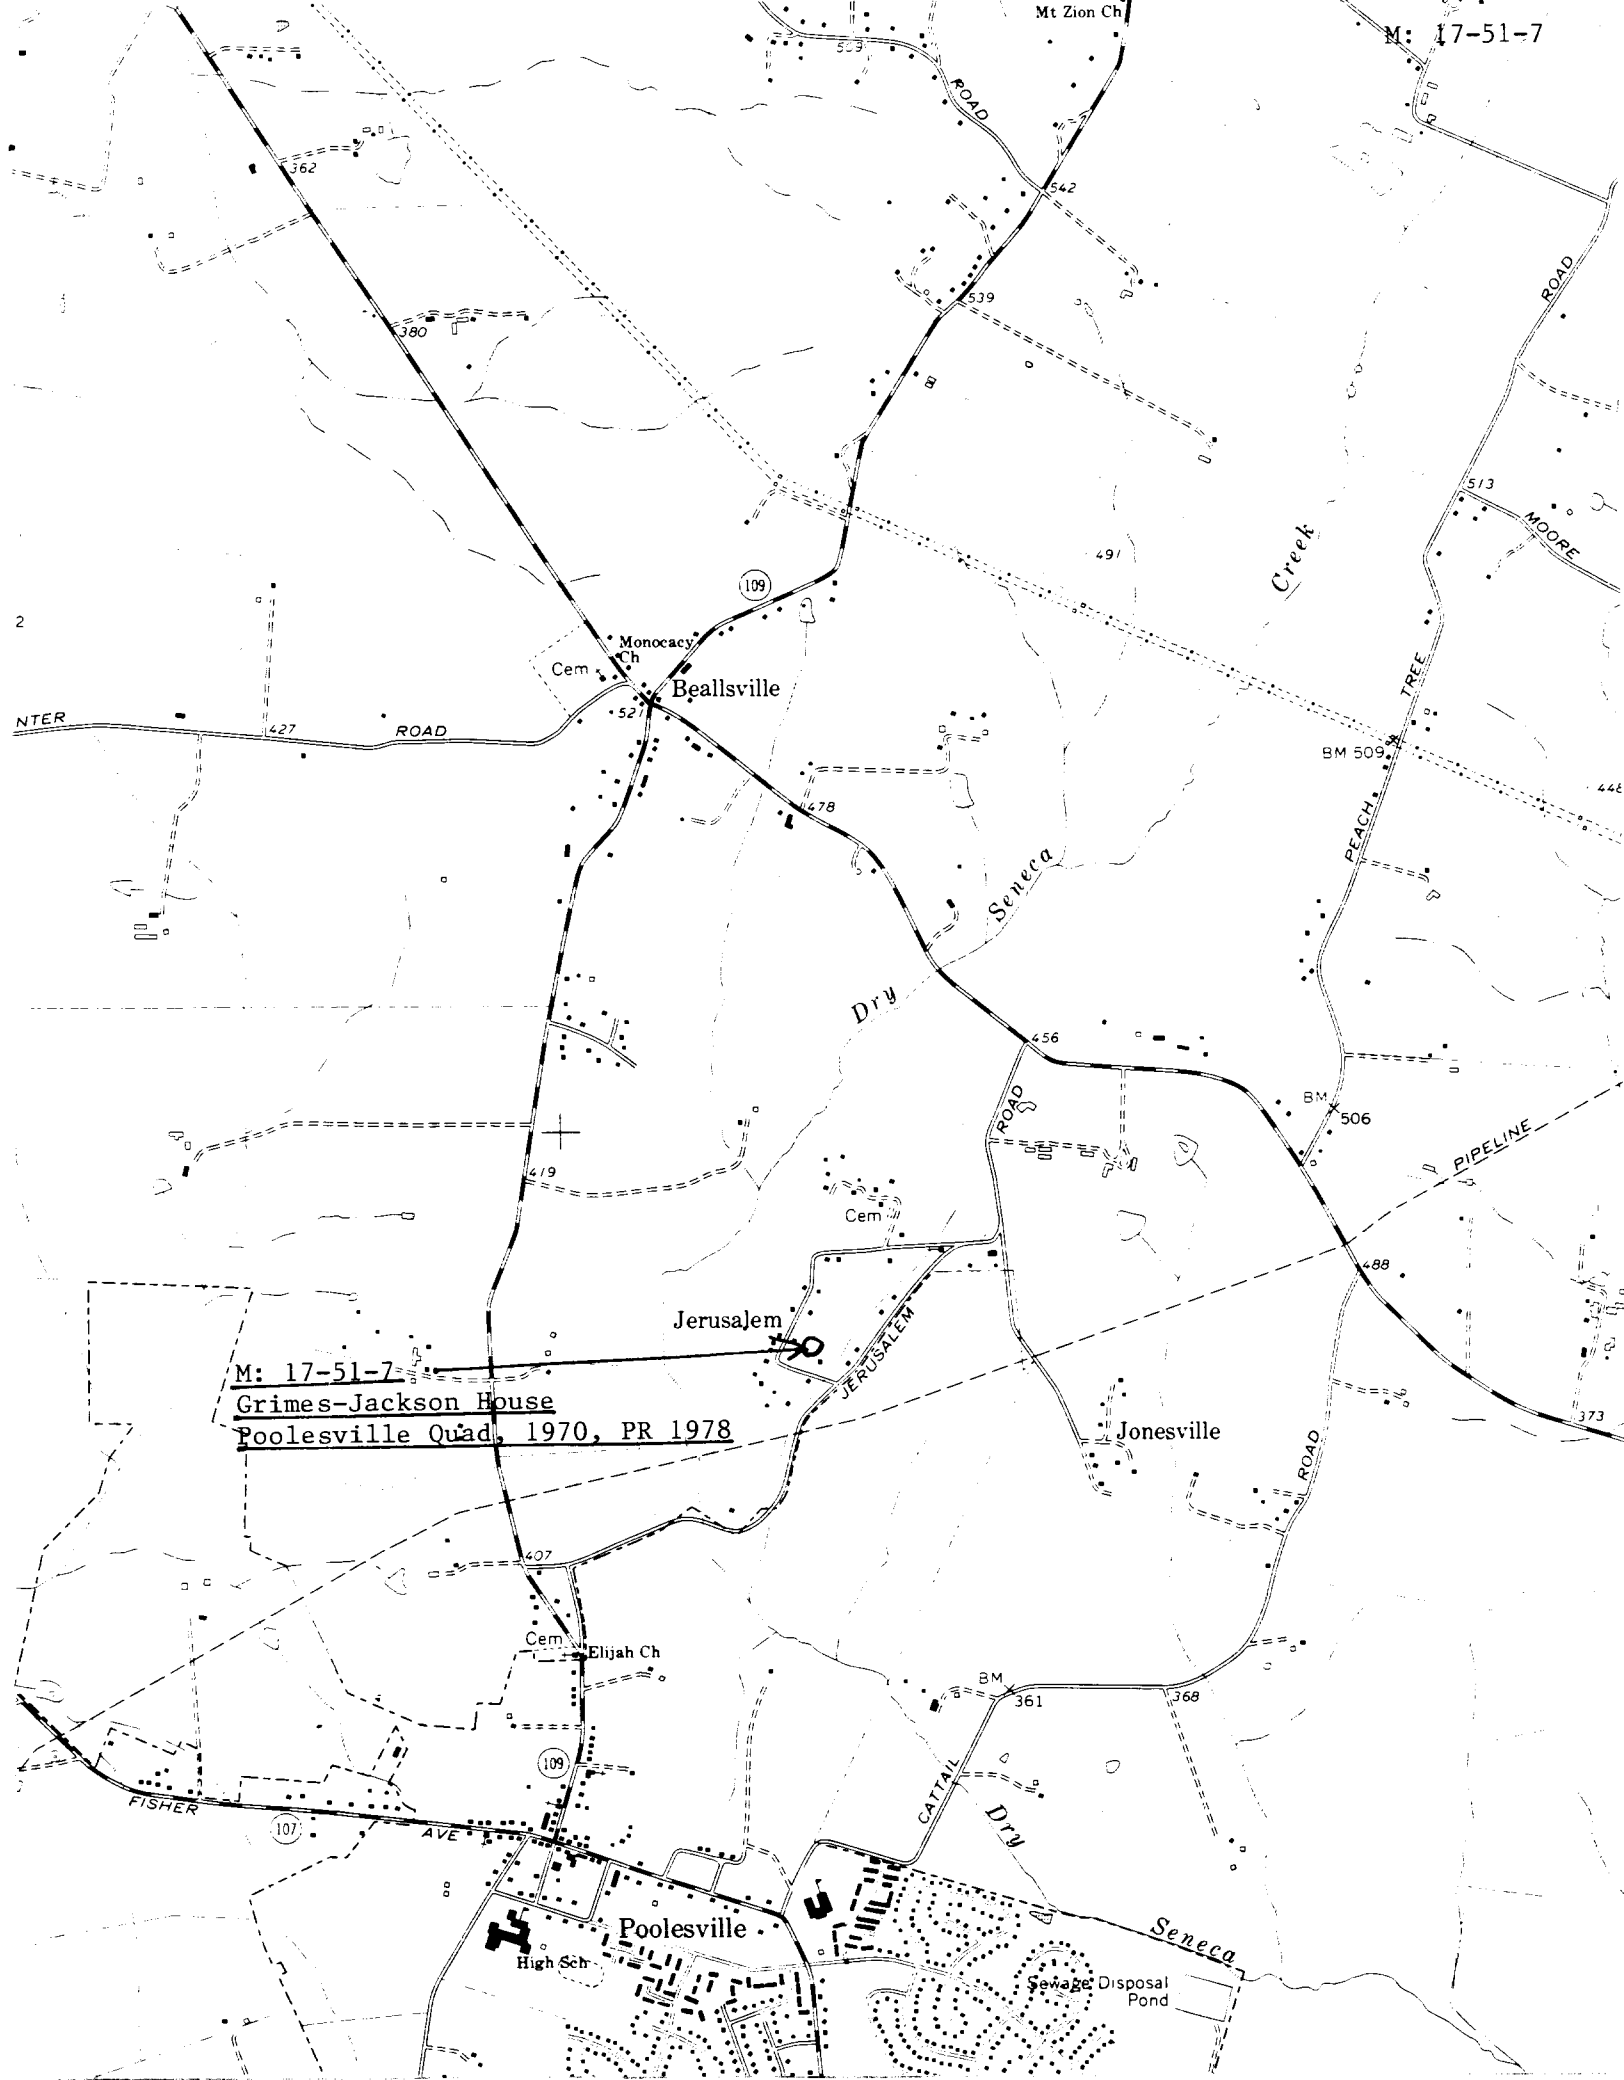 Mt Zion Ch
M: 17-51-7
503
ROAD
362
542
539
ROAD
380
513
MOORE
491
Creek
109
2
Monocacy
Ch
Cem
Beallsville
521
NTER
427
ROAD
TREE
BM 509
448
478
PEACH
Seneca
Dry
456
ROAD
BM
506
PIPELINE
419
Cem
488
Jerusalem
JERUSALEM
M: 17-51-7
Grimes-Jackson House
Poolesville Quad, 1970, PR 1978
373
Jonesville
ROAD
407
Cem
Elijah Ch
BM
361
368
109
CATTAIL
FISHER
107
AVE
Dry
Poolesville
Seneca
High Sch
Sewage Disposal
Pond